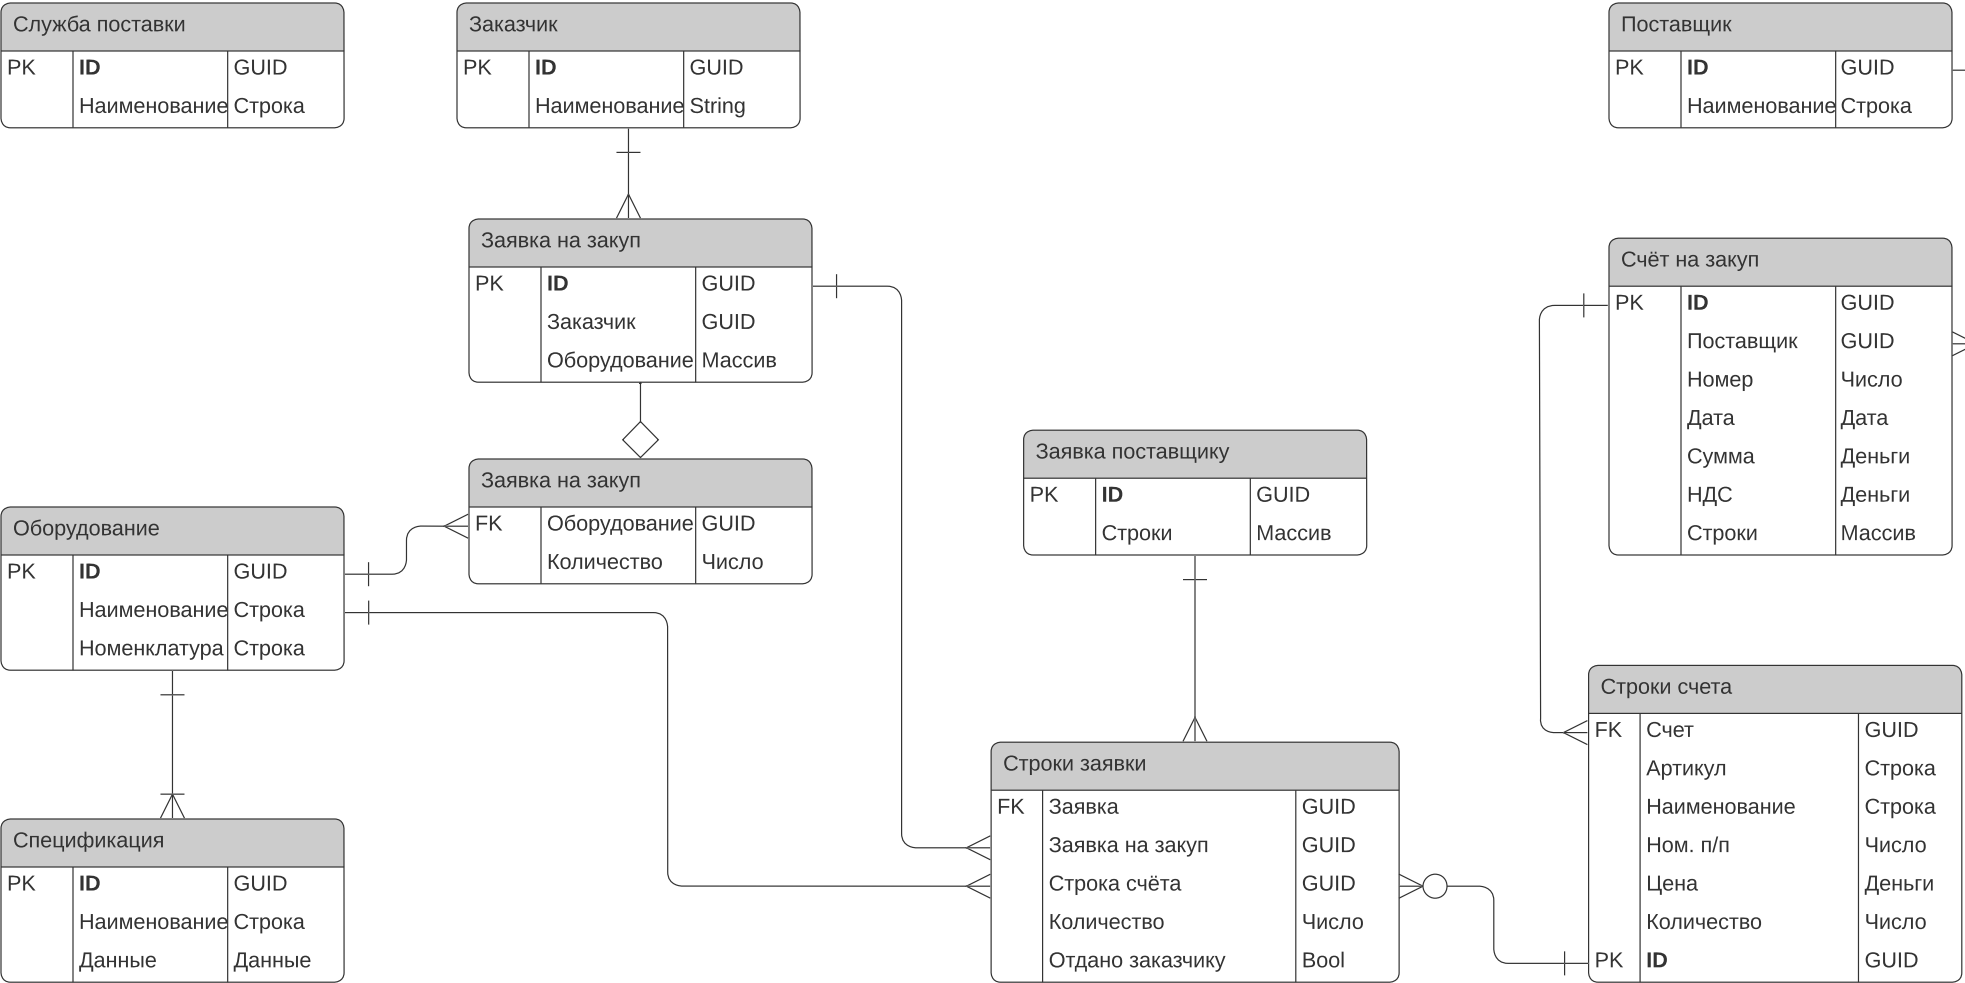 Служба поставки
PK ID GUID
Наименование Строка
Заказчик
PK ID GUID
Наименование String
Поставщик
PK ID GUID
Наименование Строка
Заявка на закуп
PK ID GUID
Заказчик GUID
Оборудование Массив
Счёт на закуп
PK ID GUID
Поставщик GUID
Номер Число
Дата Дата
Сумма Деньги
НДС Деньги
Строки Массив
Заявка поставщику
PK ID GUID
Строки Массив
Заявка на закуп
FK Оборудование GUID
Количество Число
Оборудование
PK ID GUID
Наименование Строка
Номенклатура Строка
Строки счета
FK Счет GUID
Артикул Строка
Наименование Строка
Ном. п/п Число
Цена Деньги
Количество Число
PK ID GUID
Строки заявки
FK Заявка GUID
Заявка на закуп GUID
Строка счёта GUID
Количество Число
Отдано заказчику Bool
Спецификация
PK ID GUID
Наименование Строка
Данные Данные